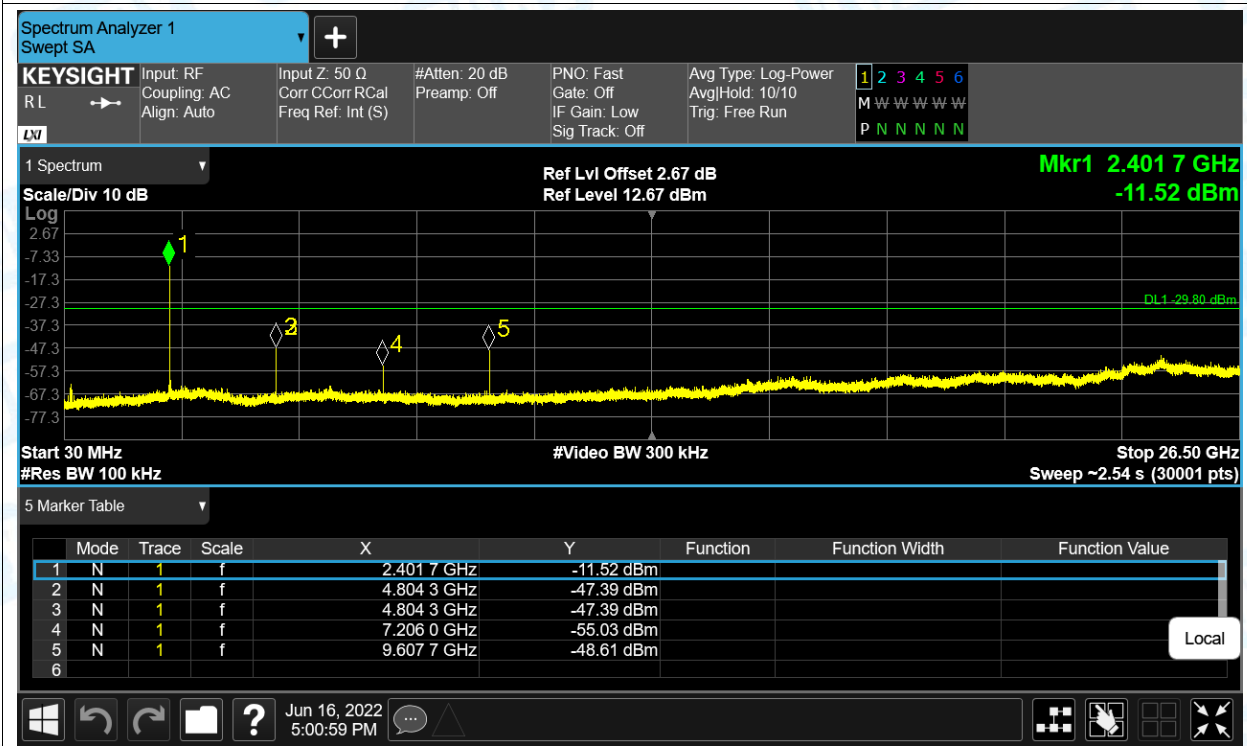 Spectrum Analyzer 1
Swept SA
KEYSIGHT
RL
LXI
Input: RF
Coupling: AC
Align: Auto
Input Z: 50 Ω
Corr CCorr RCal
Freq Ref: Int (S)
#Atten: 20 dB
Preamp: Off
PNO: Fast
Gate: Off
IF Gain: Low
Sig Track: Off
Avg Type: Log-Power
Avg|Hold: 10/10
Trig: Free Run
1 2 3 4 5 6
M W W W W W
P N N N N N
1 Spectrum
Scale/Div 10 dB
Ref Lvl Offset 2.67 dB
Ref Level 12.67 dBm
Mkr1 2.401 7 GHz
-11.52 dBm
Log
2.67
-7.33
-17.3
-27.3
-37.3
-47.3
-57.3
-67.3
-77.3
1
2
3
4
5
DL1 -29.80 dBm
Start 30 MHz
#Video BW 300 kHz
Stop 26.50 GHz
#Res BW 100 kHz
Sweep ~2.54 s (30001 pts)
5 Marker Table
Mode Trace Scale X Y Function Function Width Function Value
1 N 1 f 2.401 7 GHz -11.52 dBm
2 N 1 f 4.804 3 GHz -47.39 dBm
3 N 1 f 4.804 3 GHz -47.39 dBm
4 N 1 f 7.206 0 GHz -55.03 dBm
5 N 1 f 9.607 7 GHz -48.61 dBm
6
Local
?
Jun 16, 2022
5:00:59 PM